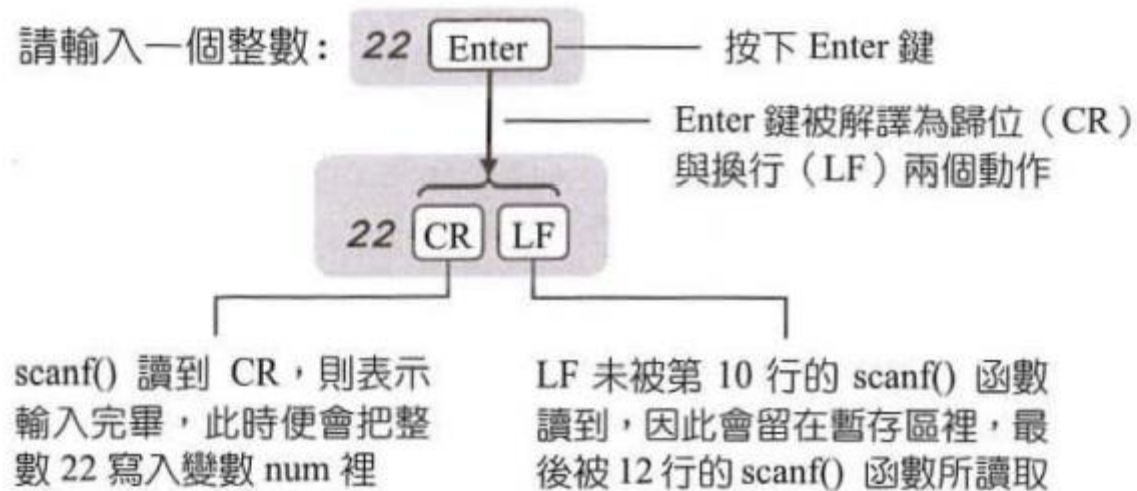 請輸入一個整數: 22 Enter
按下 Enter 鍵
Enter 鍵被解譯為歸位（CR）
與換行（LF）兩個動作
22 CR LF
scanf() 讀到 CR，則表示
輸入完畢，此時便會把整
數 22 寫入變數 num 裡
LF 未被第 10 行的 scanf() 函數
讀到，因此會留在暫存區裡，最
後被 12 行的 scanf() 函數所讀取